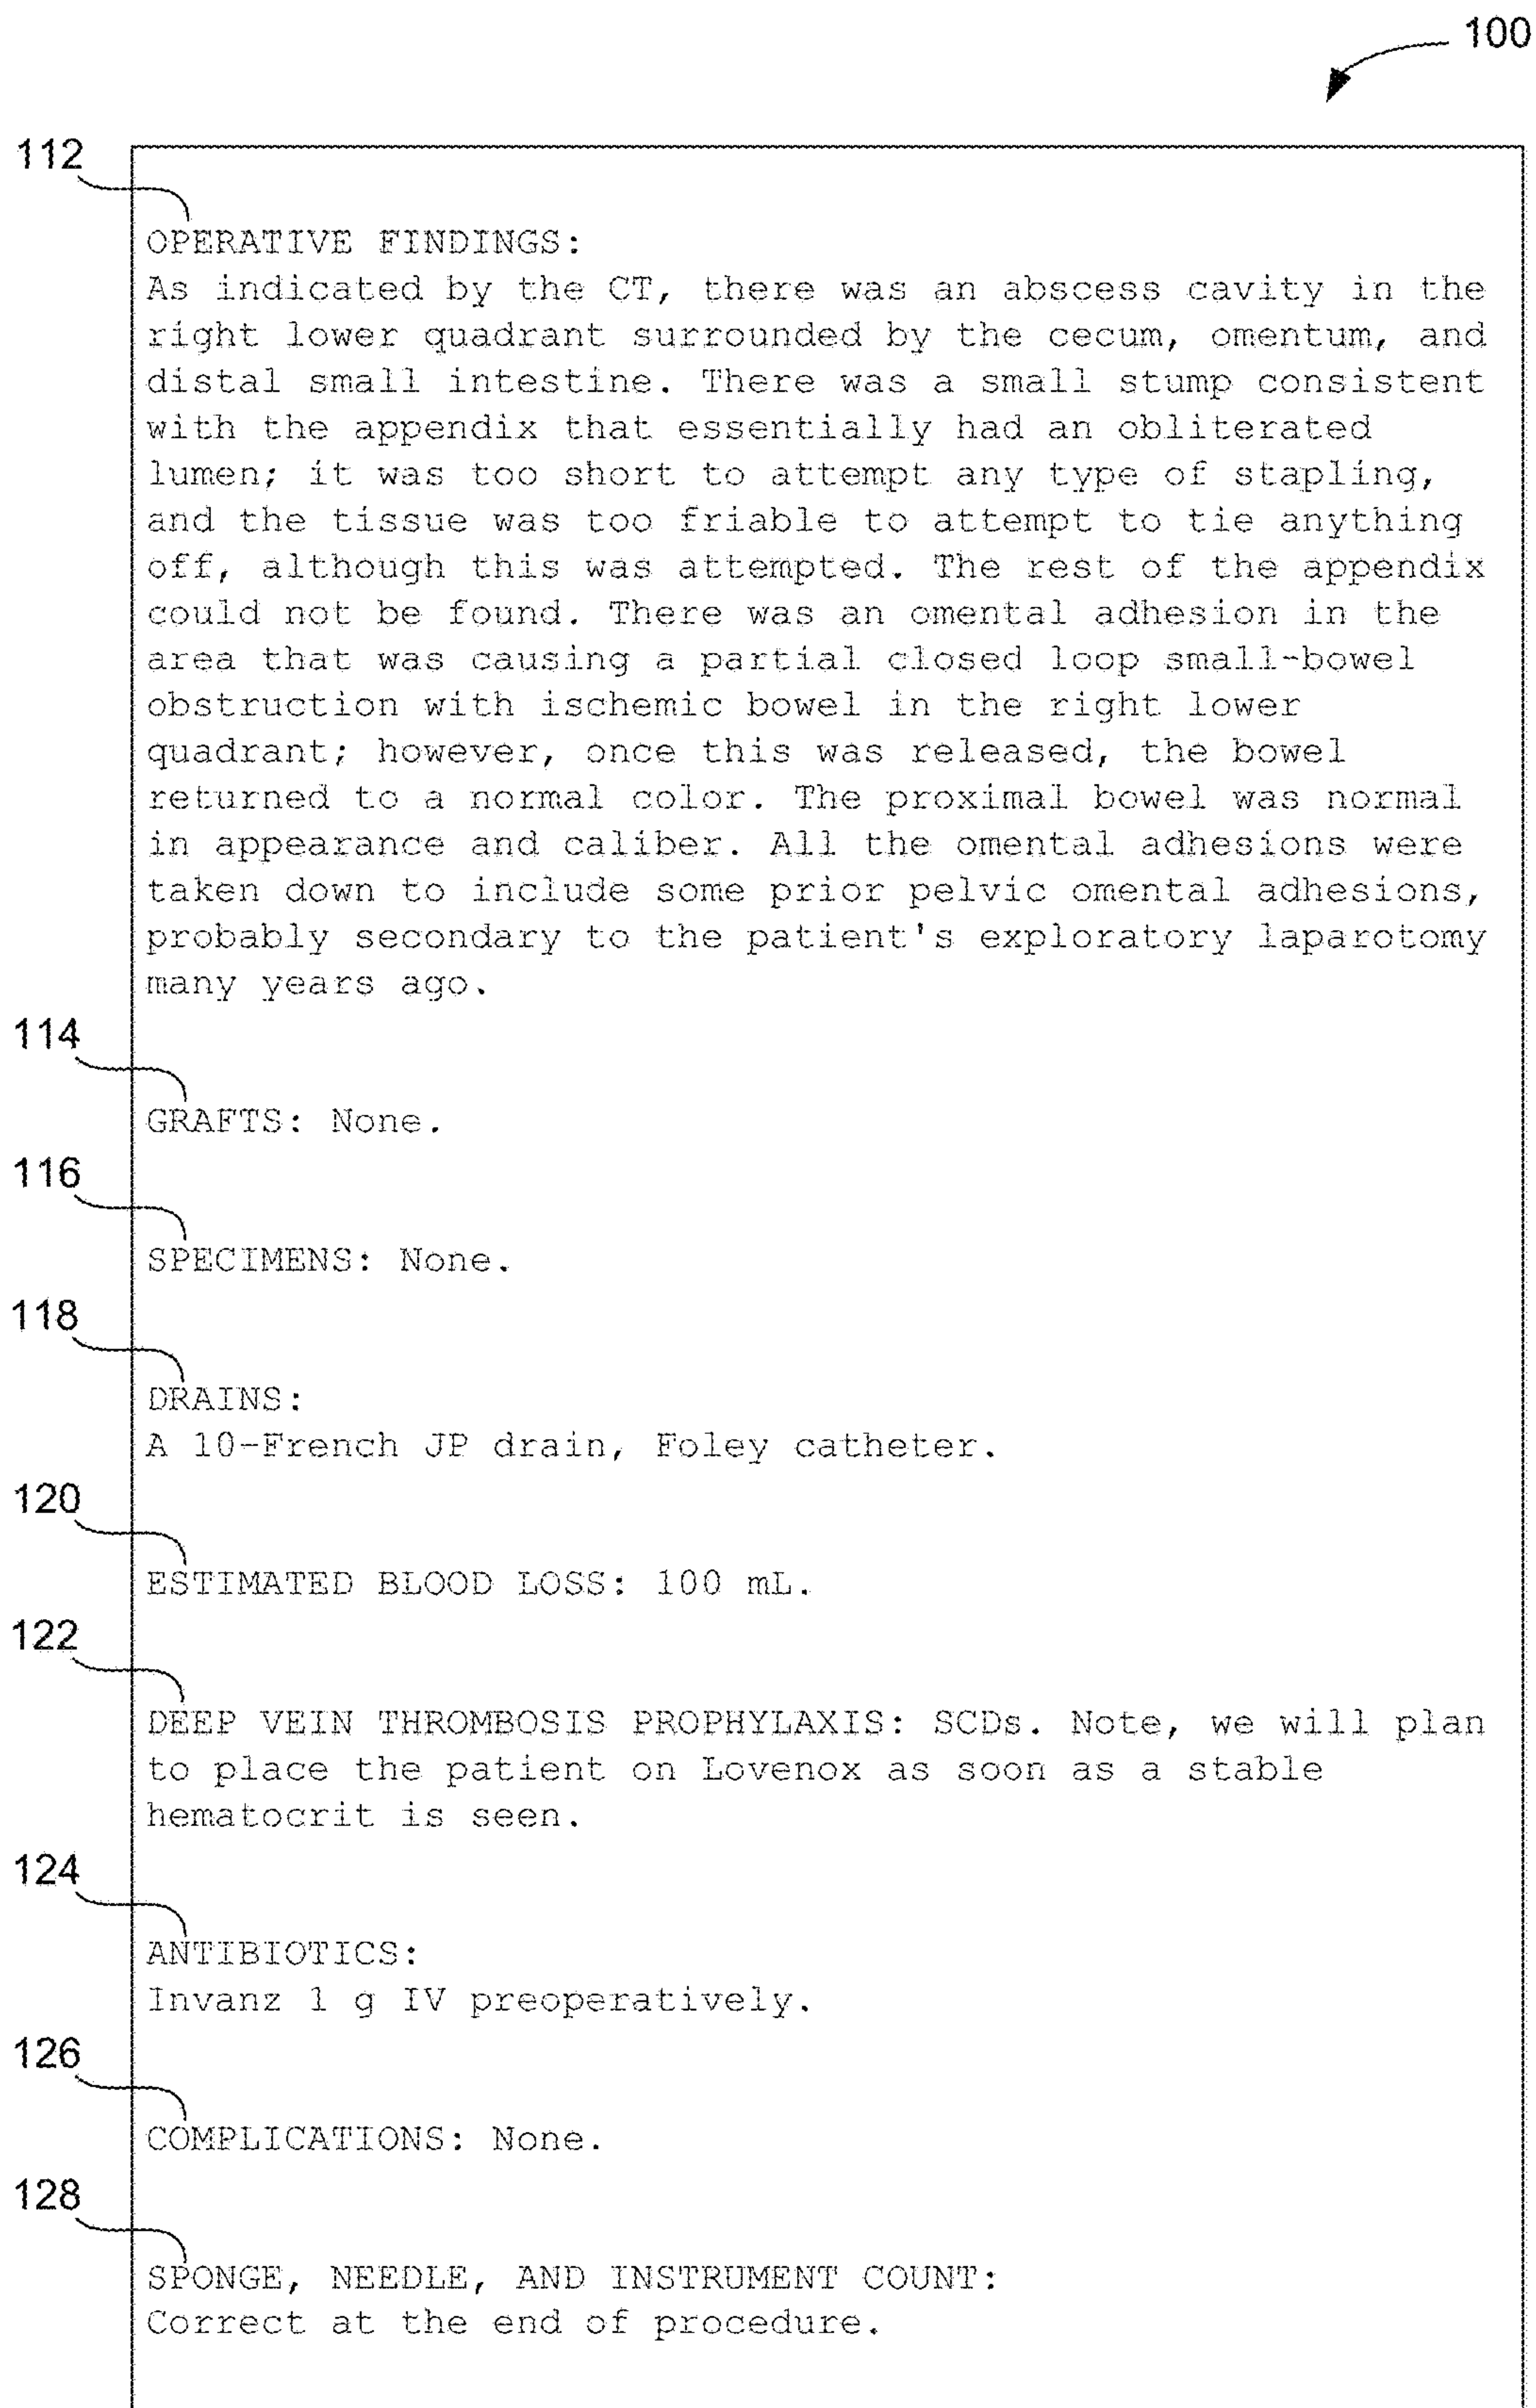 100
112
OPERATIVE FINDINGS:
As indicated by the CT, there was an abscess cavity in the
right lower quadrant surrounded by the cecum, omentum, and
distal small intestine. There was a small stump consistent
with the appendix that essentially had an obliterated
lumen; it was too short to attempt any type of stapling,
and the tissue was too friable to attempt to tie anything
off, although this was attempted. The rest of the appendix
could not be found. There was an omental adhesion in the
area that was causing a partial closed loop small-bowel
obstruction with ischemic bowel in the right lower
quadrant; however, once this was released, the bowel
returned to a normal color. The proximal bowel was normal
in appearance and caliber. All the omental adhesions were
taken down to include some prior pelvic omental adhesions,
probably secondary to the patient's exploratory laparotomy
many years ago.
114
GRAFTS: None.
116
SPECIMENS: None.
118
DRAINS:
A 10-French JP drain, Foley catheter.
120
ESTIMATED BLOOD LOSS: 100 mL.
122
DEEP VEIN THROMBOSIS PROPHYLAXIS: SCDs. Note, we will plan
to place the patient on Lovenox as soon as a stable
hematocrit is seen.
124
ANTIBIOTICS:
Invanz 1 g IV preoperatively.
126
COMPLICATIONS: None.
128
SPONGE, NEEDLE, AND INSTRUMENT COUNT:
Correct at the end of procedure.